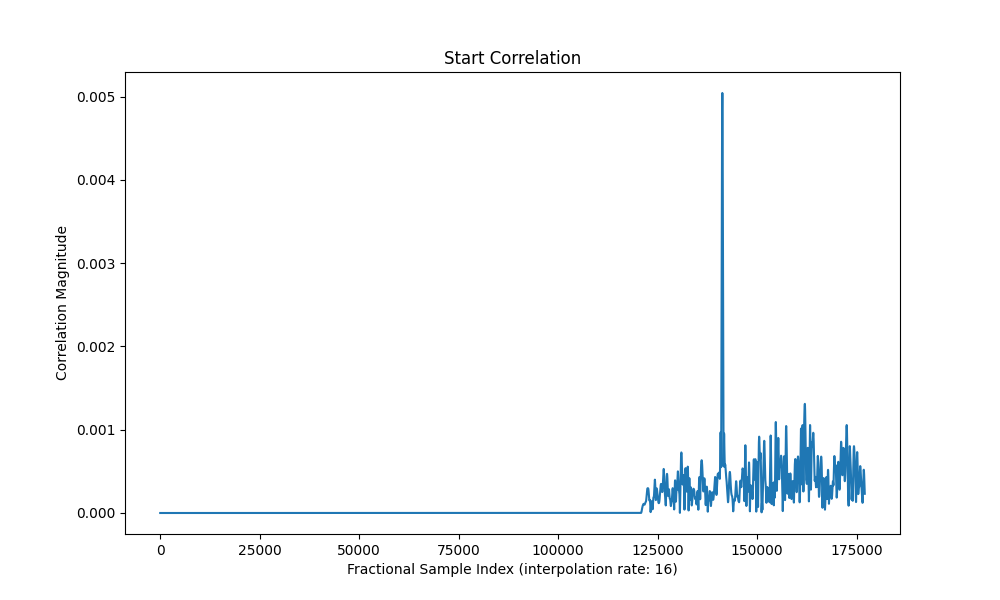 Start Correlation
Correlation Magnitude
0.005
0.004
0.003
0.002
0.001
0.000
0 25000 50000 75000 100000 125000 150000 175000
Fractional Sample Index (interpolation rate: 16)